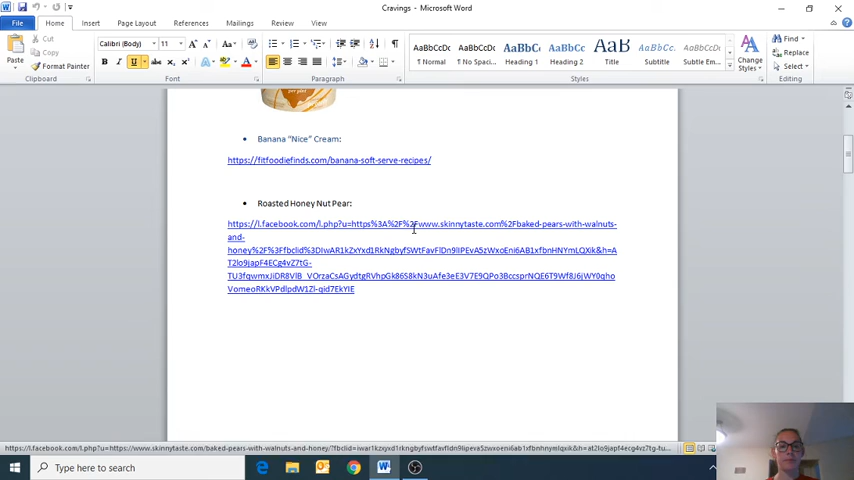 Cravings - Microsoft Word
File Home Insert Page Layout References Mailings Review View
Cut
Copy
Format Painter
Paste
Clipboard
Calibri (Body) 11
Font
Paragraph
AaBbCcDc AaBbCcDc AaBbCc AaBbCc AaB AaBbCc. AaBbCcDc
¶ Normal ¶ No Spaci... Heading 1 Heading 2 Title Subtitle Subtle Em...
Styles
Change Styles
Find
Replace
Select
Editing
• Banana “Nice” Cream:
https://fitfoodiefinds.com/banana-soft-serve-recipes/
• Roasted Honey Nut Pear:
https://l.facebook.com/l.php?u=https%3A%2F%2Fwww.skinnytaste.com%2Fbaked-pears-with-walnuts-
and-
Type here to search